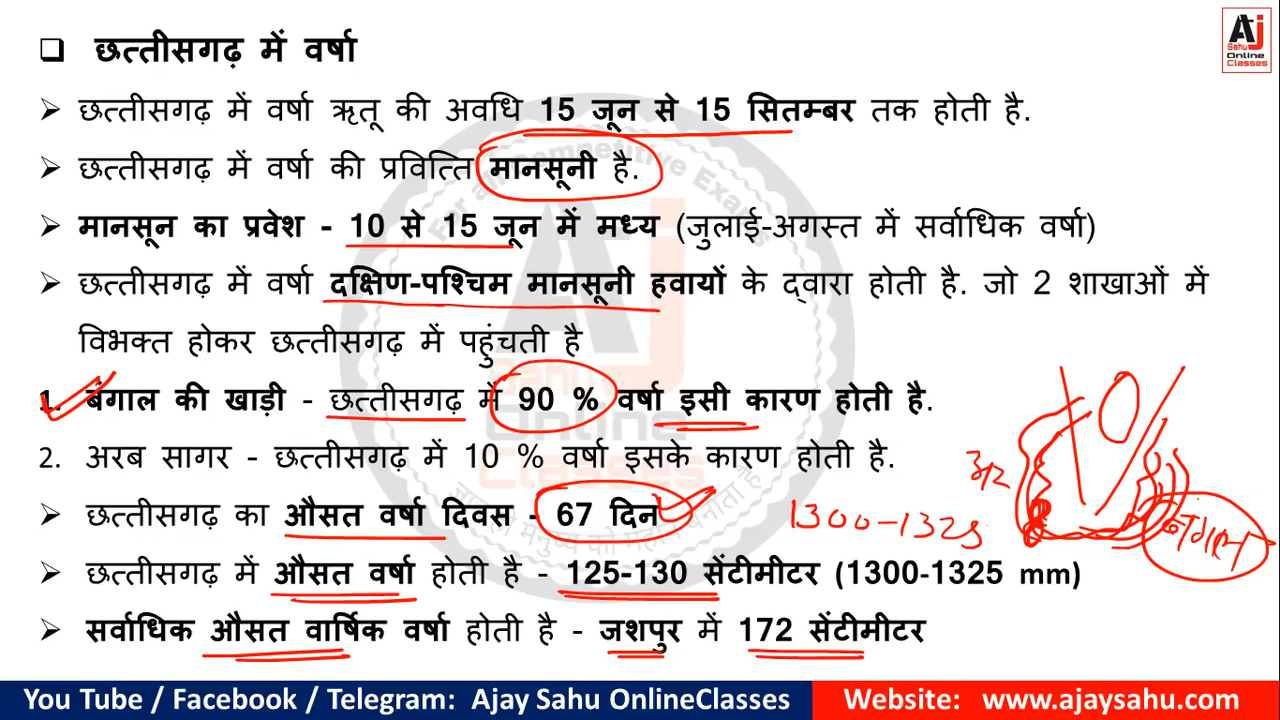 छत्तीसगढ़ में वर्षा
Aj
Sahu
Online
Classes
➢ छत्तीसगढ़ में वर्षा ऋतू की अवधि 15 जून से 15 सितम्बर तक होती है.
➢ छत्तीसगढ़ में वर्षा की प्रवित्ति मानसूनी है.
➢ मानसून का प्रवेश - 10 से 15 जून में मध्य (जुलाई-अगस्त में सर्वाधिक वर्षा)
➢ छत्तीसगढ़ में वर्षा दक्षिण-पश्चिम मानसूनी हवायों के द्वारा होती है. जो 2 शाखाओं में
विभक्त होकर छत्तीसगढ़ में पहुंचती है
1. बंगाल की खाड़ी - छत्तीसगढ़ में 90 % वर्षा इसी कारण होती है.
2. अरब सागर - छत्तीसगढ़ में 10 % वर्षा इसके कारण होती है.
अर
➢ छत्तीसगढ़ का औसत वर्षा दिवस - 67 दिन
1300-1325
➢ छत्तीसगढ़ में औसत वर्षा होती है - 125-130 सेंटीमीटर (1300-1325 mm)
➢ सर्वाधिक औसत वार्षिक वर्षा होती है - जशपुर में 172 सेंटीमीटर
You Tube / Facebook / Telegram: Ajay Sahu OnlineClasses Website: www.ajaysahu.com